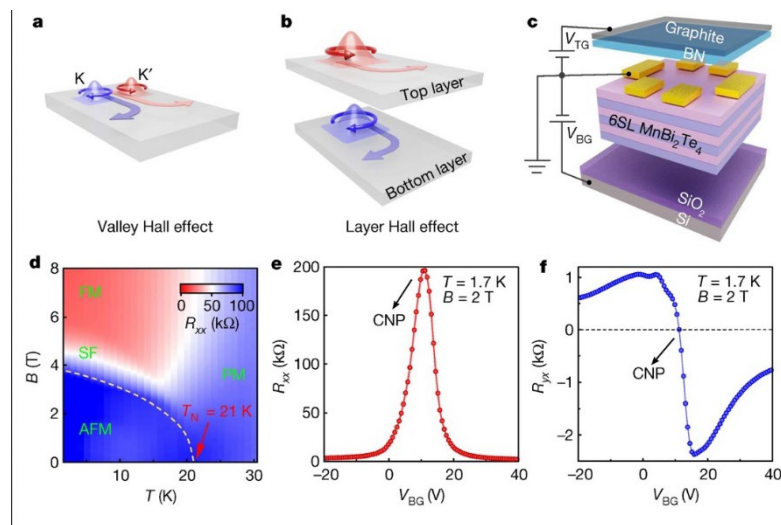 a
K
K′
Valley Hall effect
b
Top layer
Bottom layer
Layer Hall effect
c
Graphite
BN
V_TG
6SL MnBi₂Te₄
V_BG
SiO₂
Si
d
8
6
4
2
0
B (T)
FM
SF
AFM
PM
0 50 100
R_xx (kΩ)
T_N = 21 K
10 20 30
T (K)
e
200
150
100
50
0
R_xx (kΩ)
T = 1.7 K
B = 2 T
CNP
-20 0 20 40
V_BG (V)
f
1
0
-1
-2
R_yx (kΩ)
T = 1.7 K
B = 2 T
CNP
-20 0 20 40
V_BG (V)